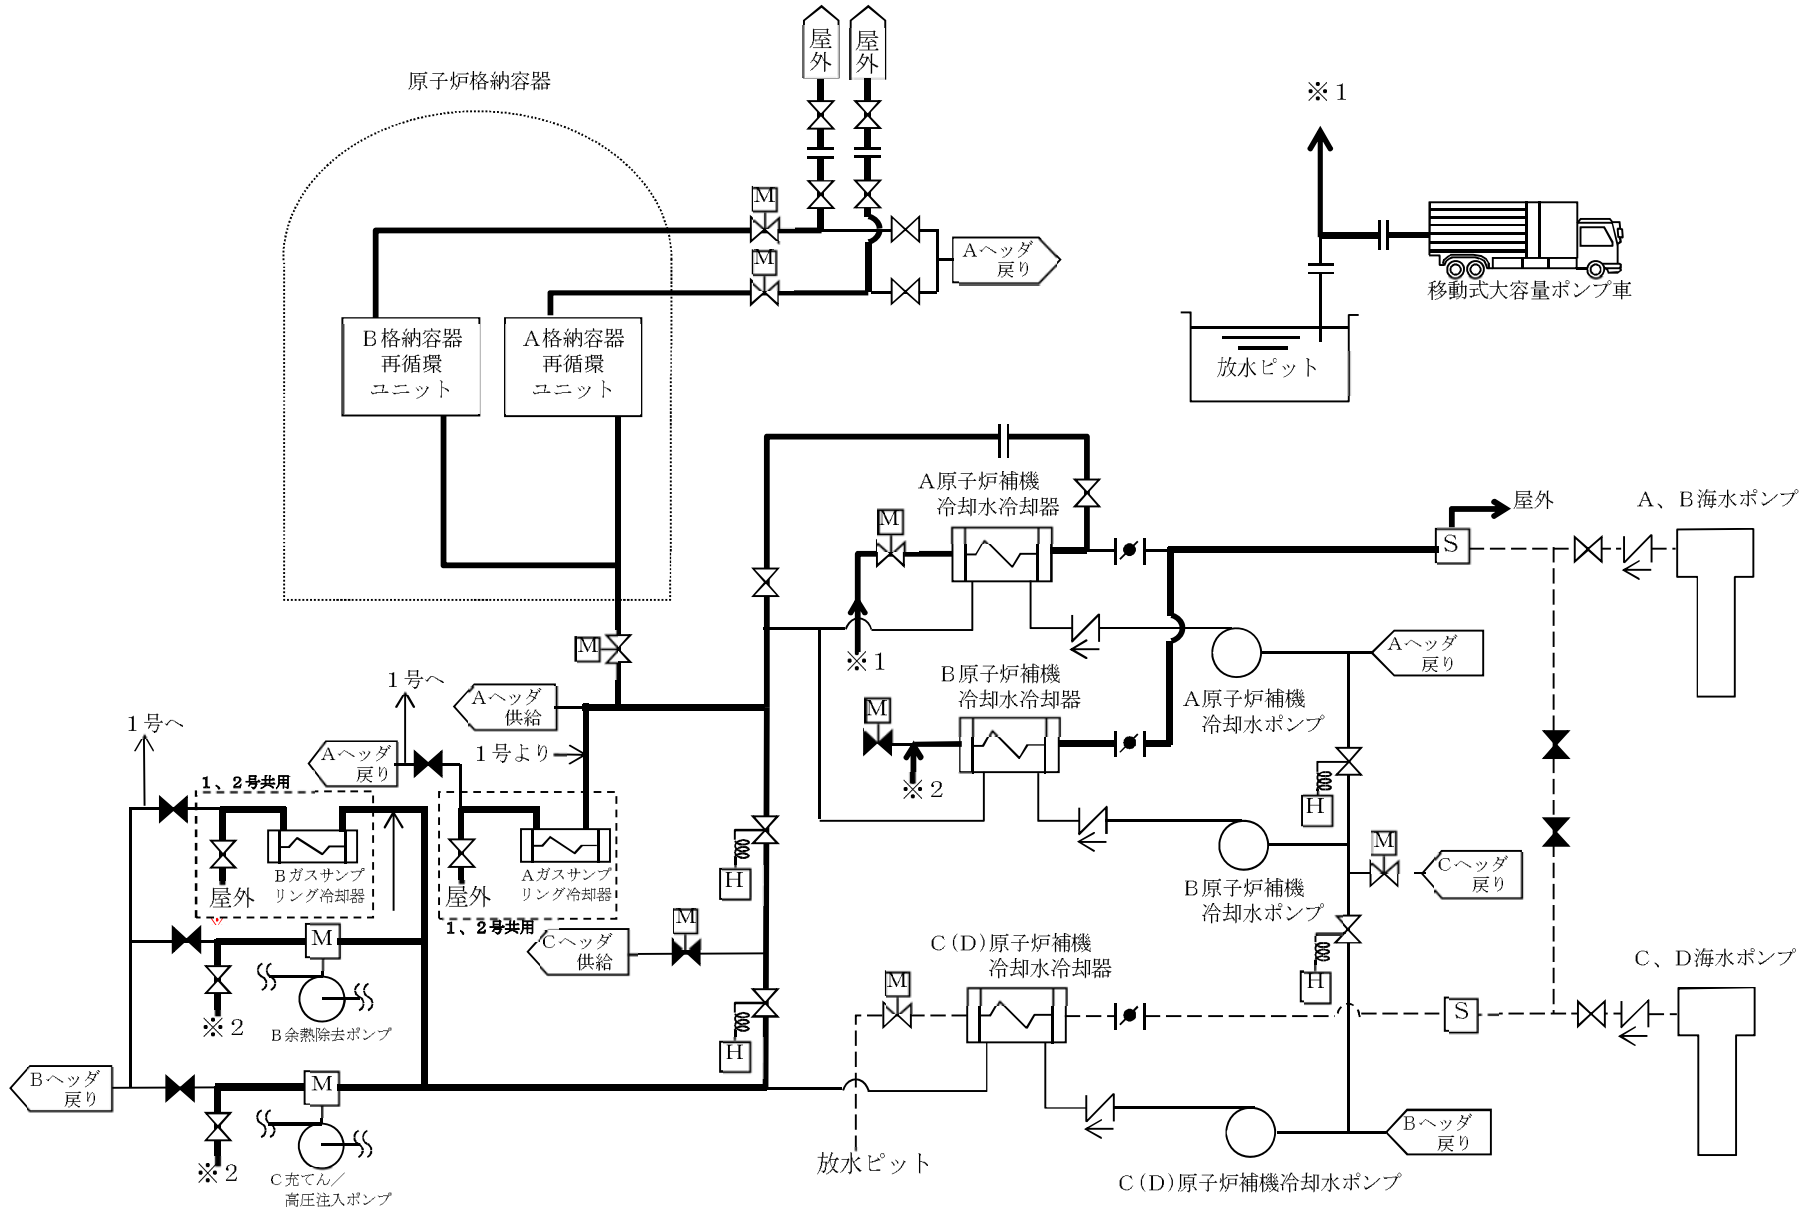 屋外
屋外
原子炉格納容器
※1
M
M
Aヘッダ
戻り
移動式大容量ポンプ車
B格納容器
再循環
ユニット
A格納容器
再循環
ユニット
放水ピット
A原子炉補機
冷却水冷却器
M
屋外
A、B海水ポンプ
S
M
※1
Aヘッダ
戻り
B原子炉補機
冷却水冷却器
1号へ
Aヘッダ
供給
M
A原子炉補機
冷却水ポンプ
1号へ
Aヘッダ
戻り
1号より
1、2号共用
※2
H
M
Cヘッダ
戻り
Bガスサンプ
リング冷却器
屋外
Aガスサンプ
リング冷却器
屋外
H
B原子炉補機
冷却水ポンプ
1、2号共用
M
M
Cヘッダ
供給
C(D)原子炉補機
冷却水冷却器
C、D海水ポンプ
M
H
S
※2
B余熱除去ポンプ
H
Bヘッダ
戻り
M
Bヘッダ
戻り
※2
C充てん/
高圧注入ポンプ
放水ピット
C(D)原子炉補機冷却水ポンプ